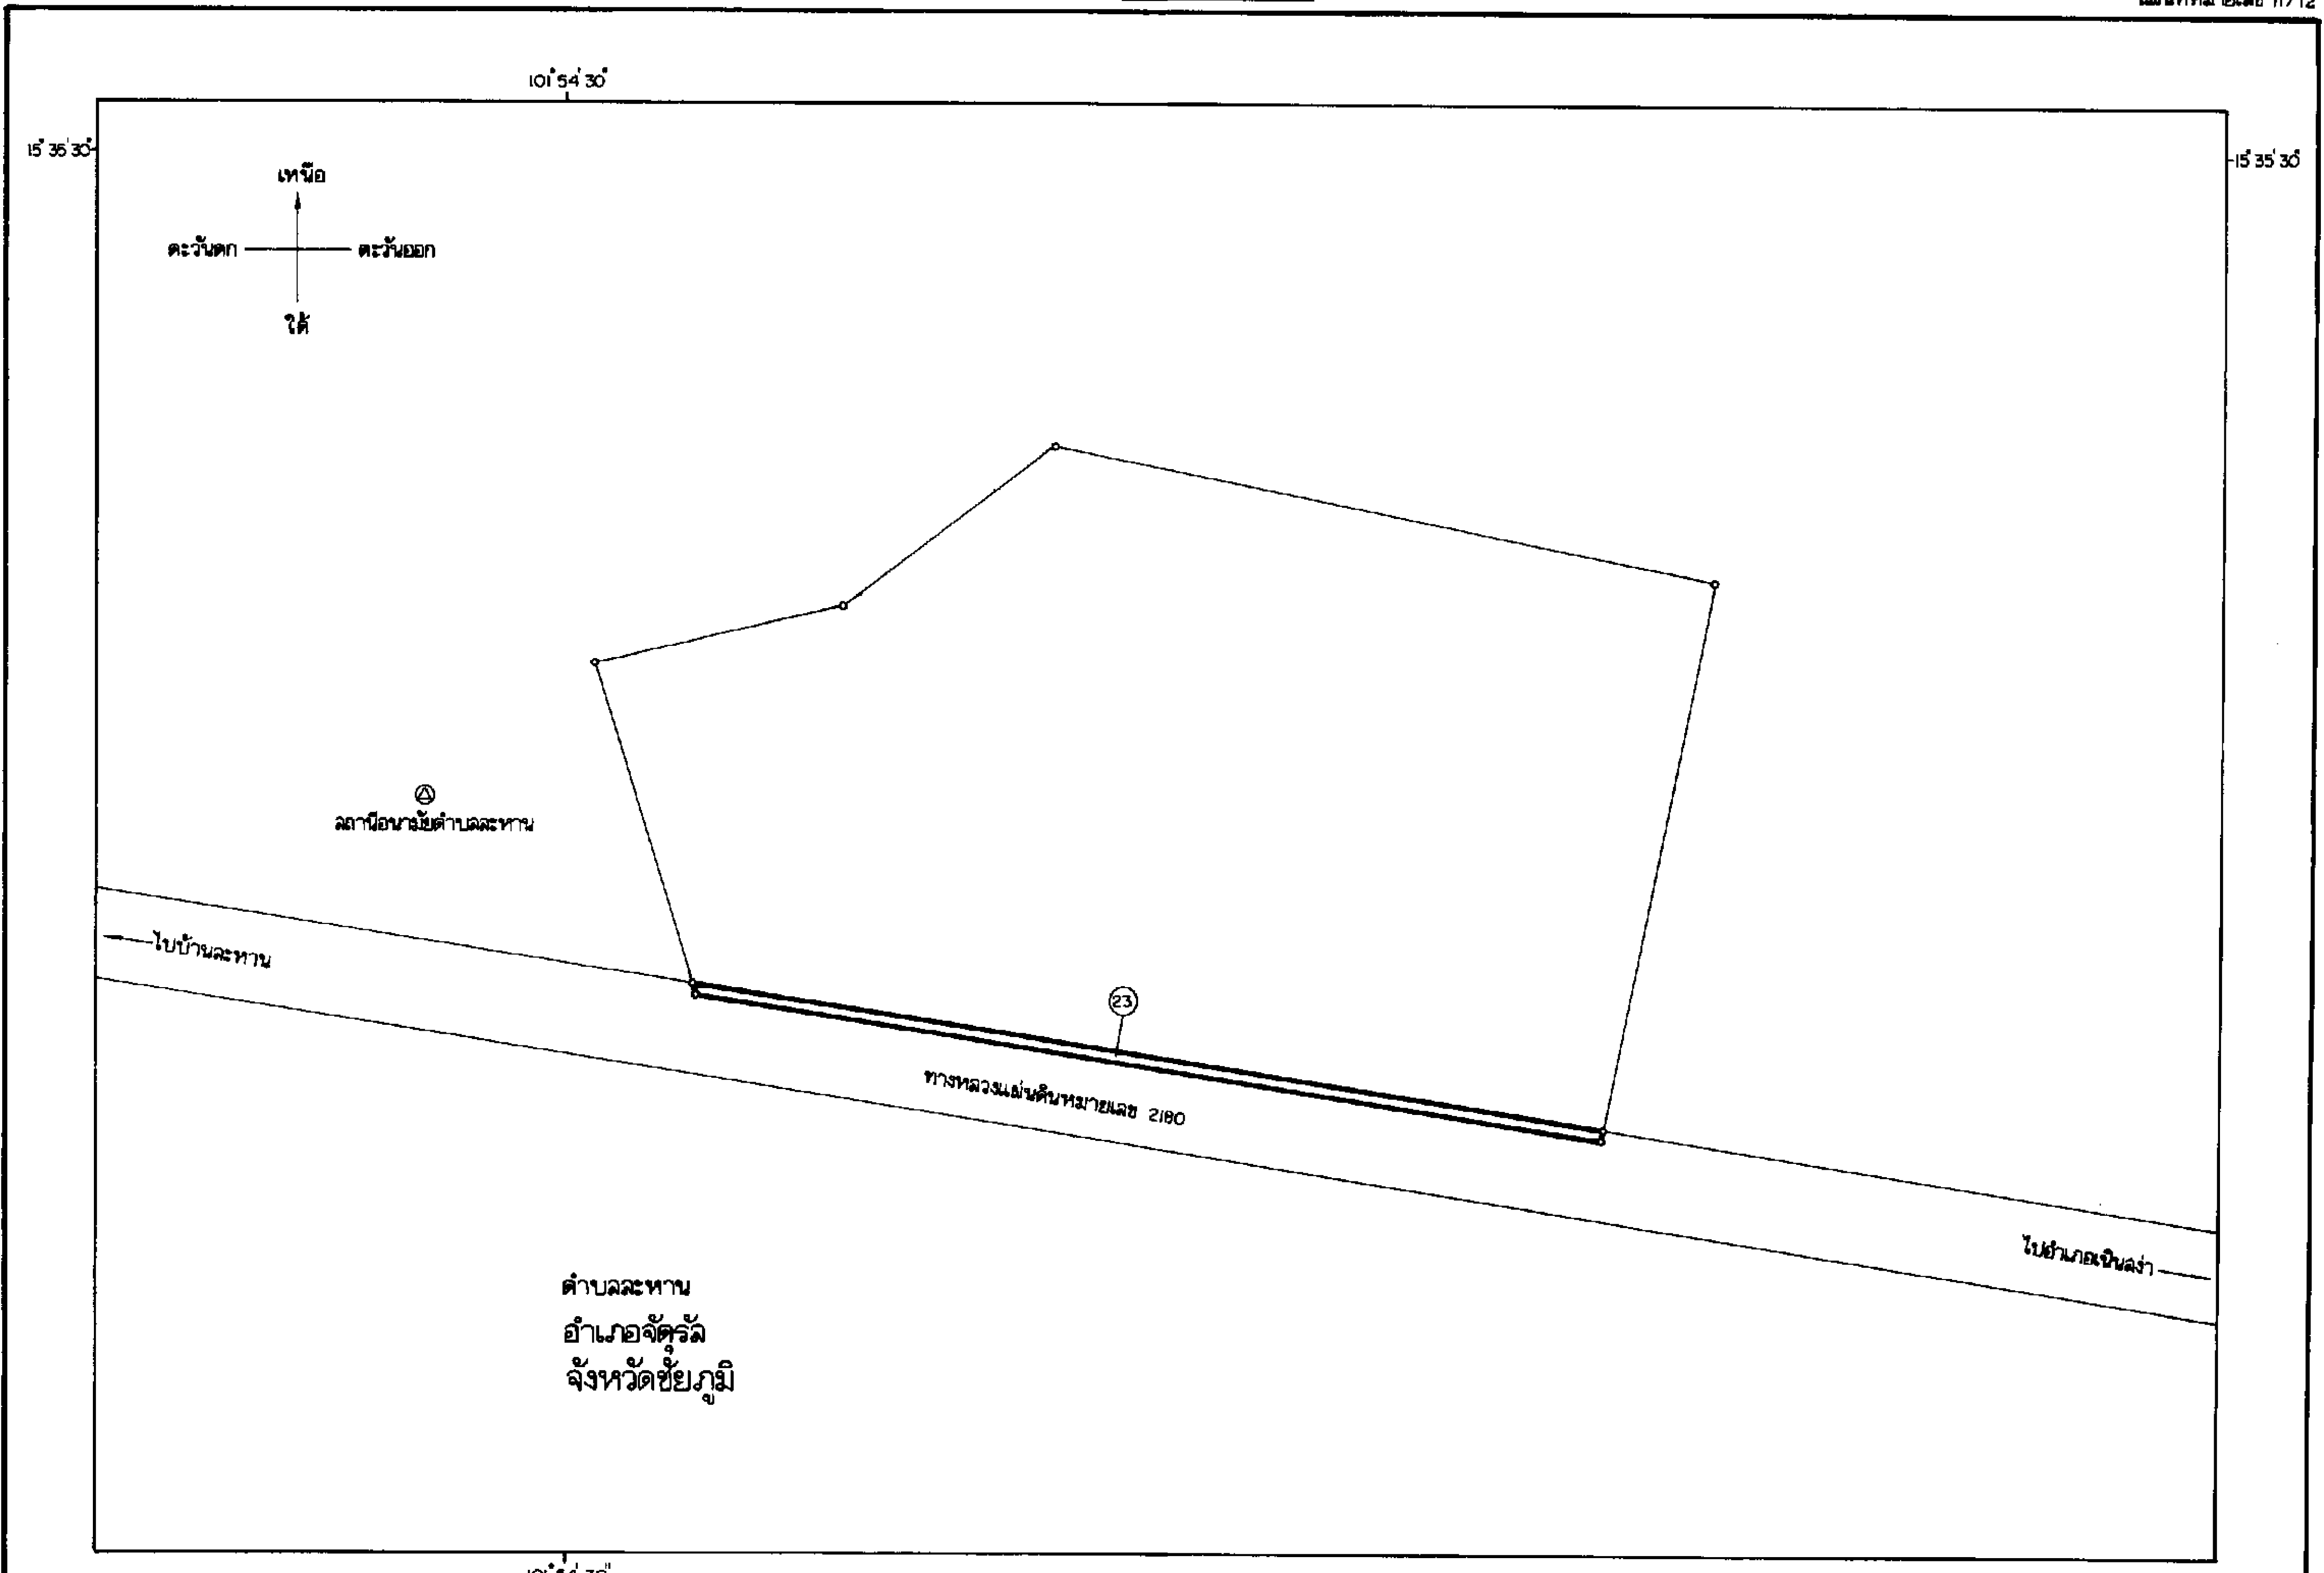 101°54′30″
15°35′30″
15°35′30″
เหนือ
ตะวันตก
ตะวันออก
ใต้
สถานีอนามัยตำบลละหาน
ไปบ้านละหาน
23
ทางหลวงแผ่นดินหมายเลข 2180
ไปอำเภอเนินสง่า
ตำบลละหาน
อำเภอจัตุรัส
จังหวัดชัยภูมิ